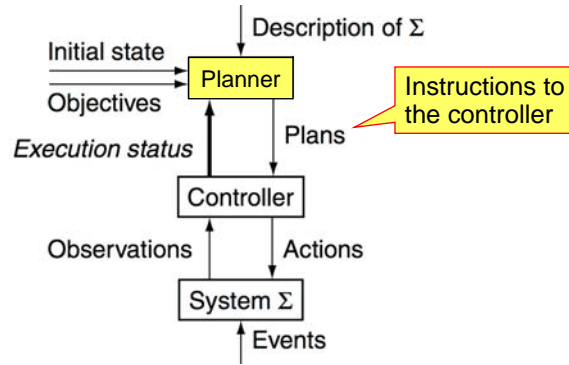 Description of Σ
Initial state
Planner
Objectives
Instructions to
the controller
Plans
Execution status
Controller
Observations
Actions
System Σ
Events